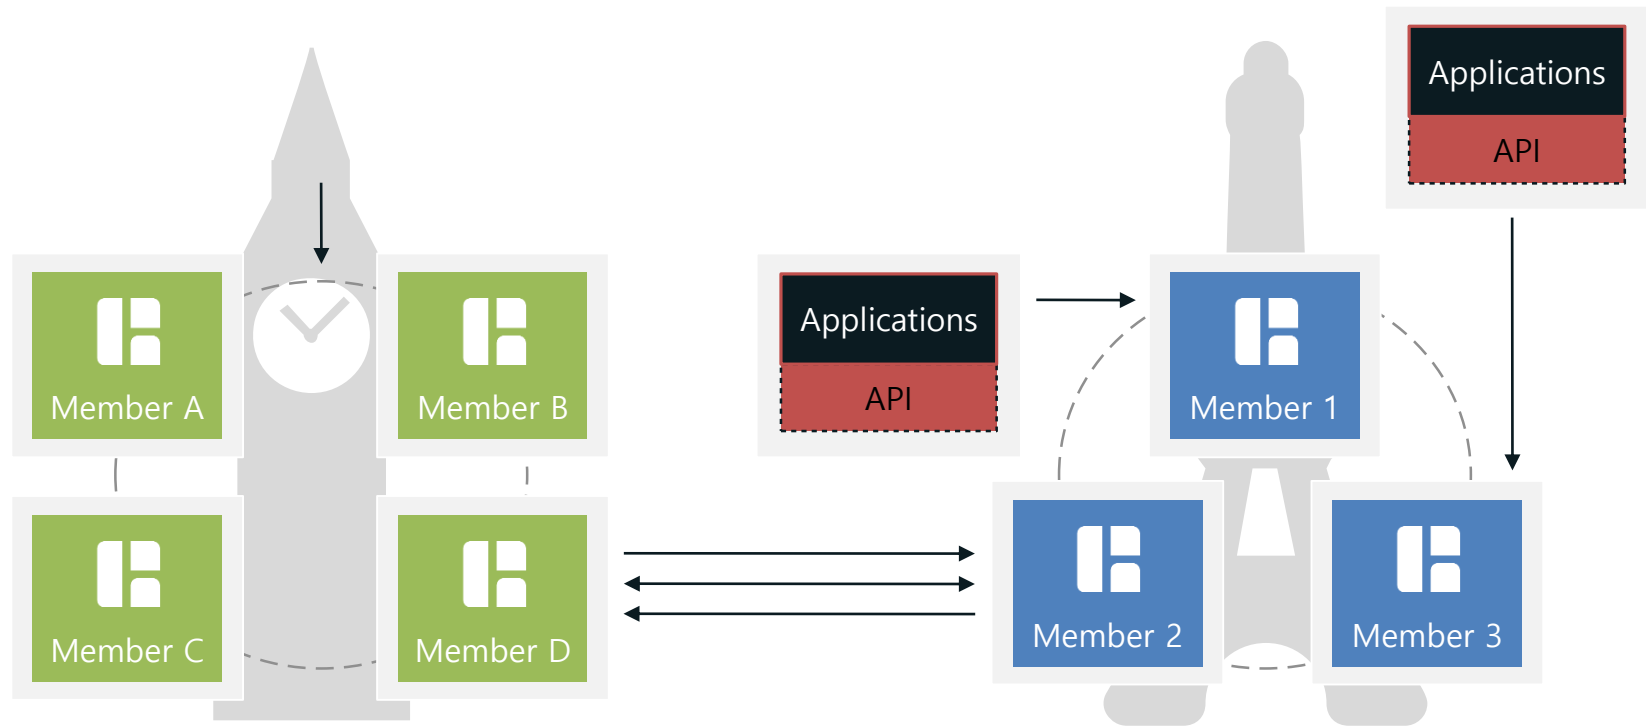 Applications
API
Applications
API
Member A
Member B
Member 1
Member C
Member D
Member 2
Member 3